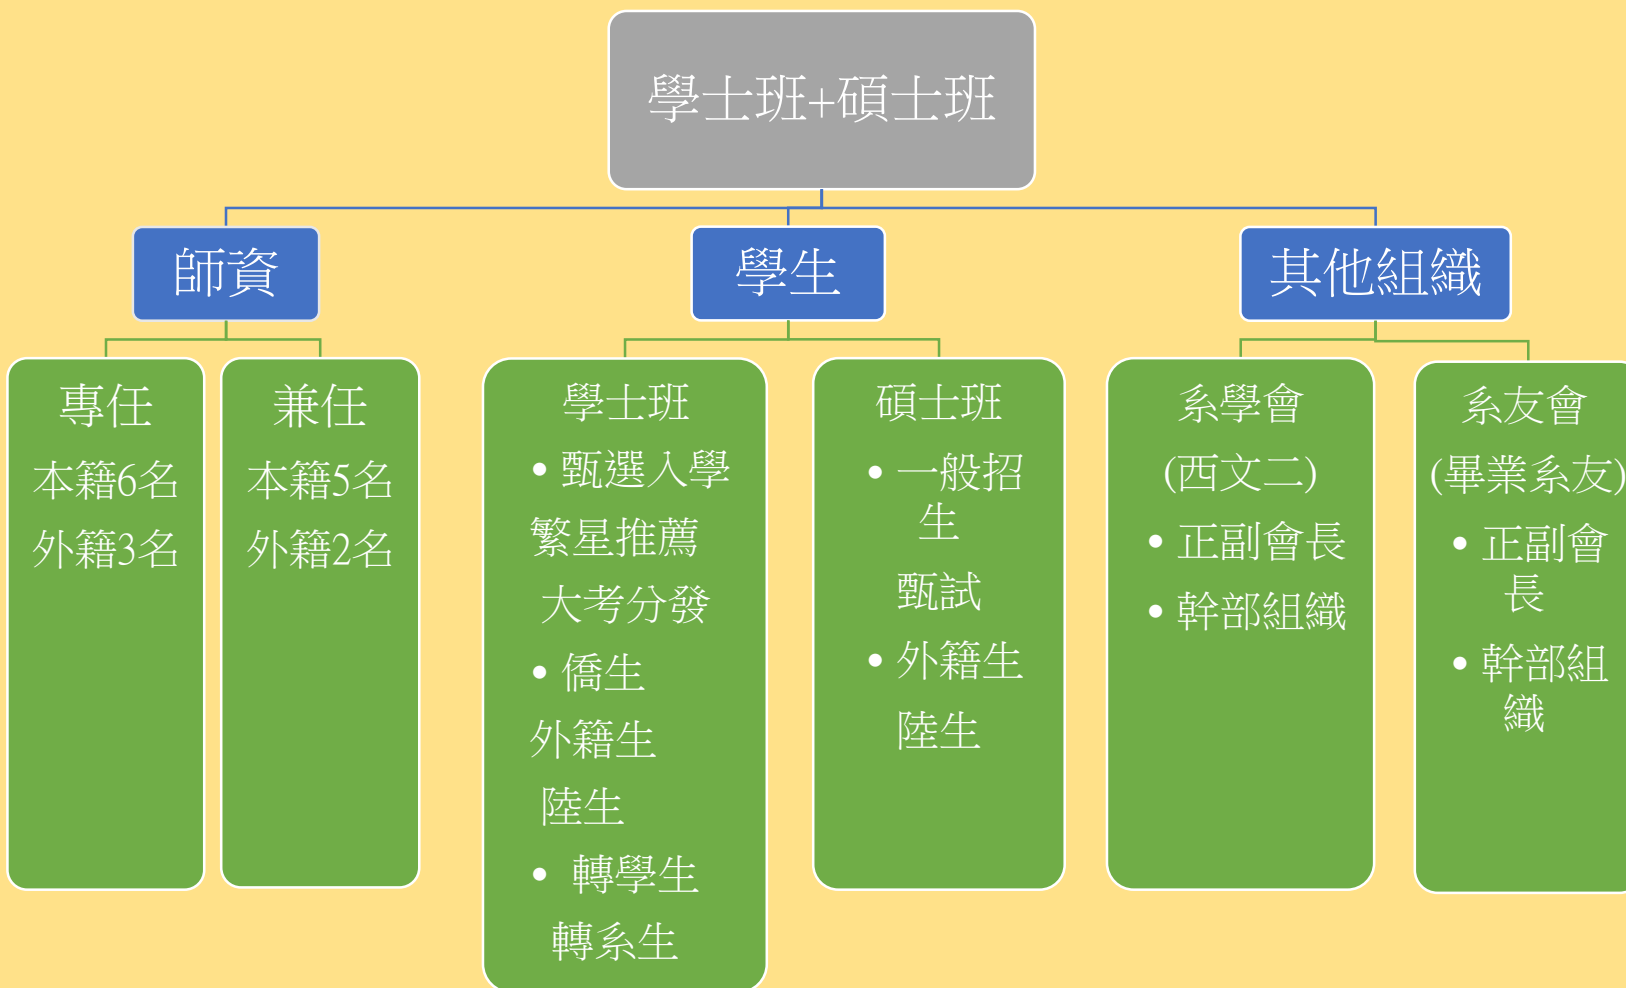 學士班+碩士班
師資
學生
其他組織
專任
本籍6名
外籍3名
兼任
本籍5名
外籍2名
學士班
• 甄選入學
繁星推薦
大考分發
• 僑生
外籍生
陸生
• 轉學生
轉系生
碩士班
• 一般招
生
甄試
• 外籍生
陸生
系學會
(西文二)
• 正副會長
• 幹部組織
系友會
(畢業系友)
• 正副會
長
• 幹部組
織